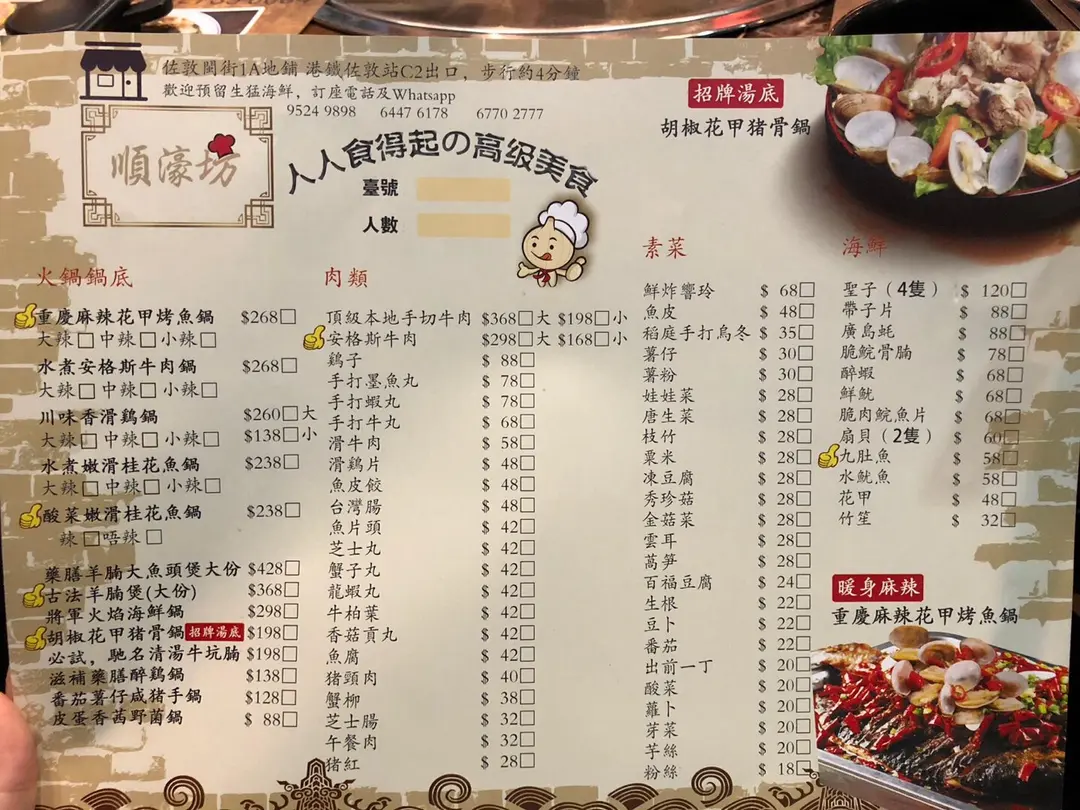 佐敦閩街1A地鋪 港鐵佐敦站C2出口，步行約4分鐘
歡迎預留生猛海鮮，訂座電話及Whatsapp
9524 9898 6447 6178 6770 2777
順濠坊
人人食得起の高级美食
臺號
人數
招牌湯底
胡椒花甲猪骨鍋
火鍋鍋底
重慶麻辣花甲烤魚鍋 $268□
大辣□中辣□小辣□
水煮安格斯牛肉鍋 $268□
大辣□中辣□小辣□
川味香滑鷄鍋 $260□大
大辣□中辣□小辣□ $138□小
水煮嫩滑桂花魚鍋 $238□
大辣□中辣□小辣□
酸菜嫩滑桂花魚鍋 $238□
辣□唔辣□
藥膳羊腩大魚頭煲大份 $428□
古法羊腩煲(大份) $368□
將軍火焰海鮮鍋 $298□
胡椒花甲猪骨鍋 招牌湯底 $198□
必試，馳名清湯牛坑腩 $198□
滋補藥膳醉鷄鍋 $138□
番茄薯仔咸猪手鍋 $128□
皮蛋香茜野菌鍋 $ 88□
肉類
頂級本地手切牛肉 $368□大 $198□小
安格斯牛肉 $298□大 $168□小
鷄子 $ 88□
手打墨魚丸 $ 78□
手打蝦丸 $ 78□
手打牛丸 $ 68□
滑牛肉 $ 58□
滑鷄片 $ 48□
魚皮餃 $ 48□
台灣腸 $ 48□
魚片頭 $ 42□
芝士丸 $ 42□
蟹子丸 $ 42□
龍蝦丸 $ 42□
牛柏葉 $ 42□
香菇貢丸 $ 42□
魚腐 $ 42□
猪頸肉 $ 40□
蟹柳 $ 38□
芝士腸 $ 32□
午餐肉 $ 32□
猪紅 $ 28□
素菜
鮮炸響玲 $ 68□
魚皮 $ 48□
稻庭手打烏冬 $ 35□
薯仔 $ 30□
薯粉 $ 30□
娃娃菜 $ 28□
唐生菜 $ 28□
枝竹 $ 28□
粟米 $ 28□
凍豆腐 $ 28□
秀珍菇 $ 28□
金菇菜 $ 28□
雲耳 $ 28□
萵笋 $ 28□
百福豆腐 $ 24□
生根 $ 22□
豆卜 $ 22□
番茄 $ 22□
出前一丁 $ 20□
酸菜 $ 20□
蘿卜 $ 20□
芽菜 $ 20□
芋絲 $ 20□
粉絲 $ 18□
海鮮
聖子（4隻） $ 120□
帶子片 $ 88□
廣島蚝 $ 88□
脆鯇骨腩 $ 78□
醉蝦 $ 68□
鮮魷 $ 68□
脆肉鯇魚片 $ 68□
扇貝（2隻） $ 60□
九肚魚 $ 58□
水魷魚 $ 58□
花甲 $ 48□
竹笙 $ 32□
暖身麻辣
重慶麻辣花甲烤魚鍋